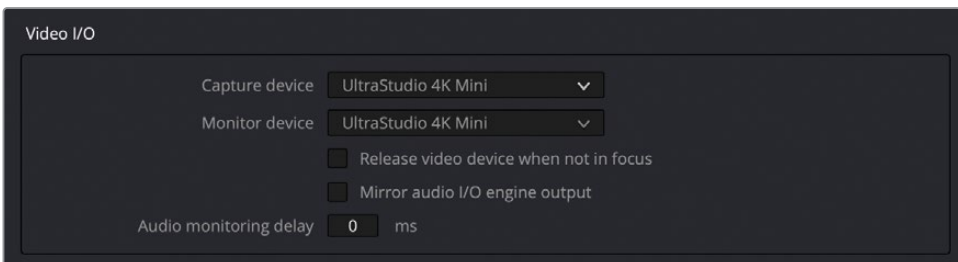 Video I/O
Capture device UltraStudio 4K Mini
Monitor device UltraStudio 4K Mini
Release video device when not in focus
Mirror audio I/O engine output
Audio monitoring delay 0 ms